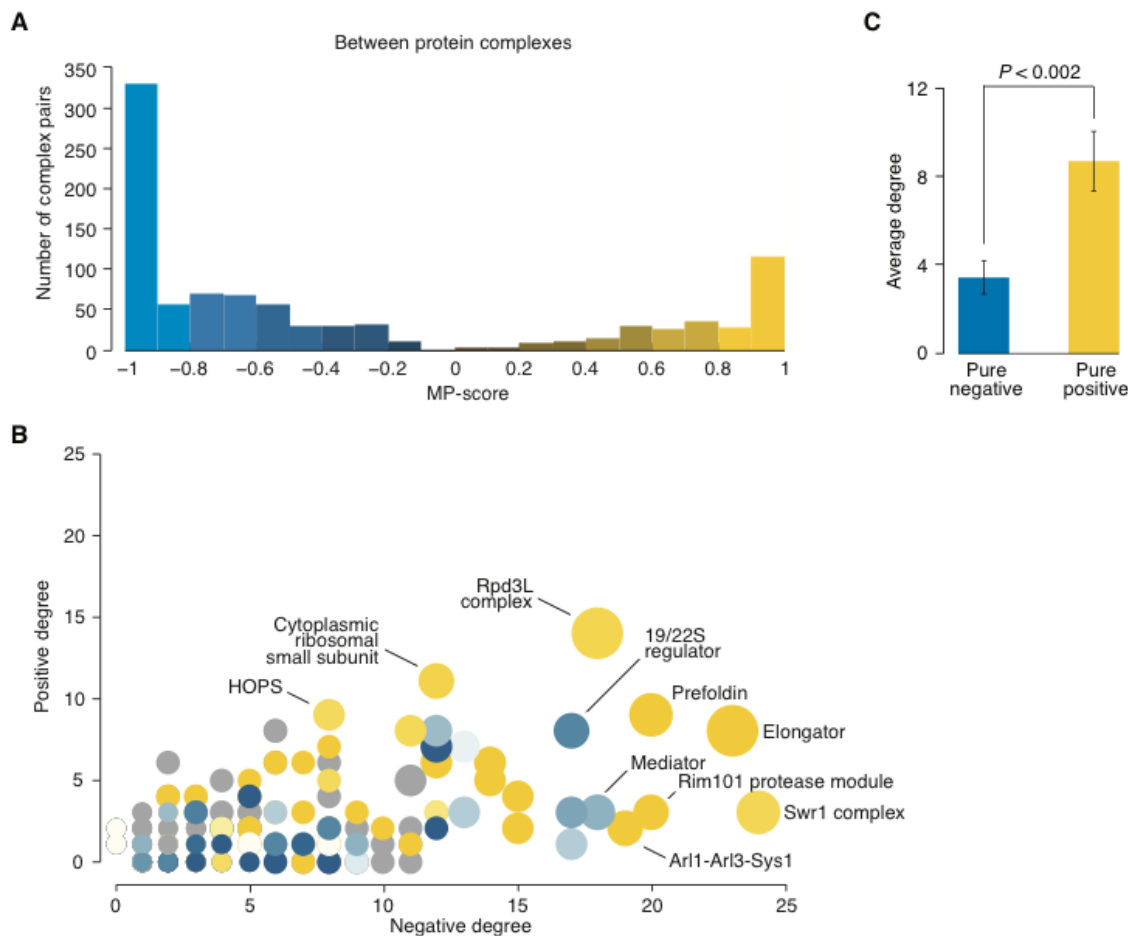 A
Between protein complexes
Number of complex pairs
350
300
250
200
150
100
50
0
−1
−0.8
−0.6
−0.4
−0.2
0
0.2
0.4
0.6
0.8
1
MP-score
C
P < 0.002
Average degree
12
8
4
0
Pure
negative
Pure
positive
B
Positive degree
25
20
15
10
5
0
Rpd3L
complex
Cytoplasmic
ribosomal
small subunit
19/22S
regulator
HOPS
Prefoldin
Elongator
Mediator
Rim101 protease module
Swr1 complex
Arl1-Arl3-Sys1
0
5
10
15
20
25
Negative degree